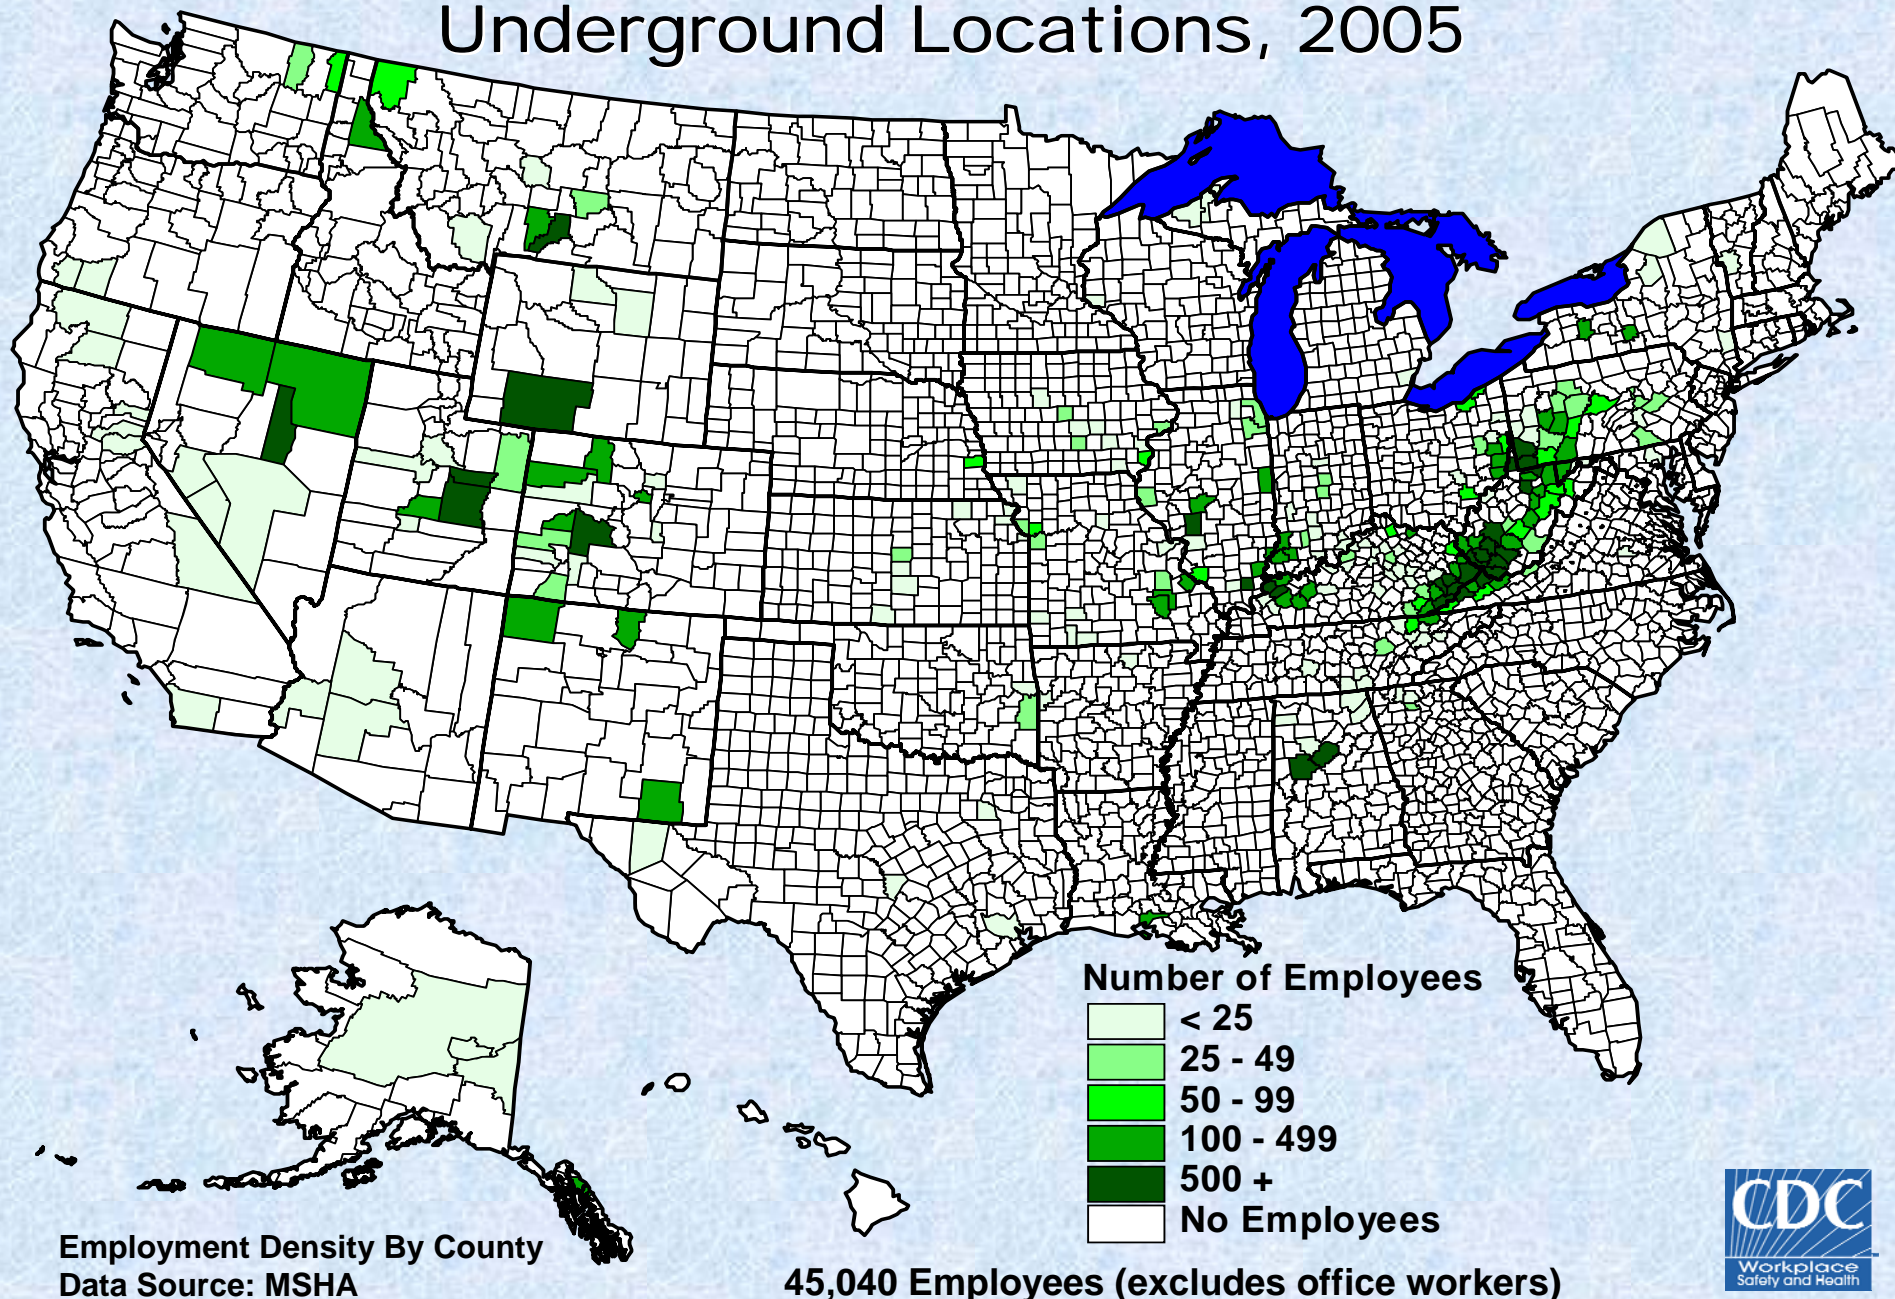 Underground Locations, 2005
Number of Employees
< 25
25 - 49
50 - 99
100 - 499
500 +
No Employees
Employment Density By County
Data Source: MSHA
45,040 Employees (excludes office workers)
CDC
Workplace
Safety and Health